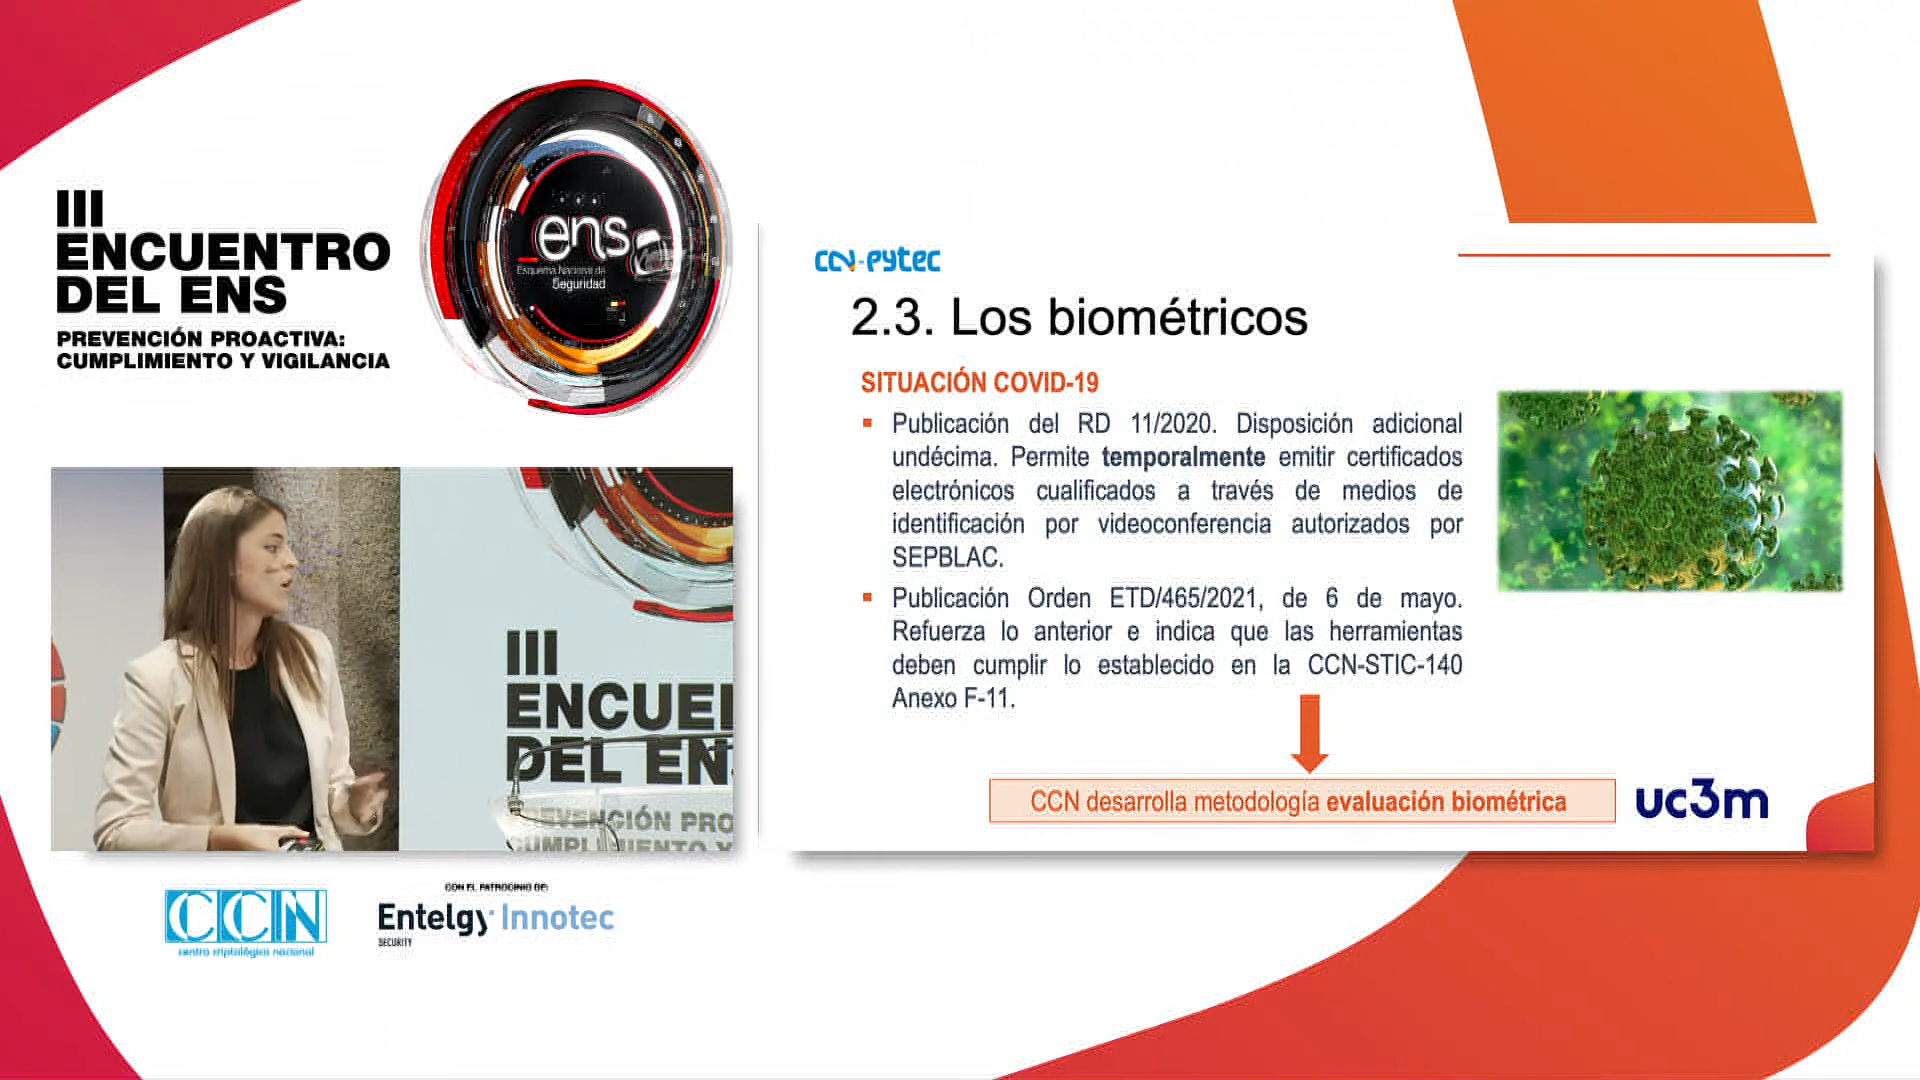 III
ENCUENTRO
DEL ENS
PREVENCIÓN PROACTIVA:
CUMPLIMIENTO Y VIGILANCIA
ens
Esquema Nacional de
Seguridad
III
ENCUE
DEL EN
PREVENCIÓN PRO
CUMPLIMIENTO Y
CCN
centro criptológico nacional
CON EL PATROCINIO DE:
Entelgy Innotec
SECURITY
CCN-PYTEC
2.3. Los biométricos
SITUACIÓN COVID-19
▪ Publicación del RD 11/2020. Disposición adicional
undécima. Permite temporalmente emitir certificados
electrónicos cualificados a través de medios de
identificación por videoconferencia autorizados por
SEPBLAC.
▪ Publicación Orden ETD/465/2021, de 6 de mayo.
Refuerza lo anterior e indica que las herramientas
deben cumplir lo establecido en la CCN-STIC-140
Anexo F-11.
CCN desarrolla metodología evaluación biométrica
uc3m